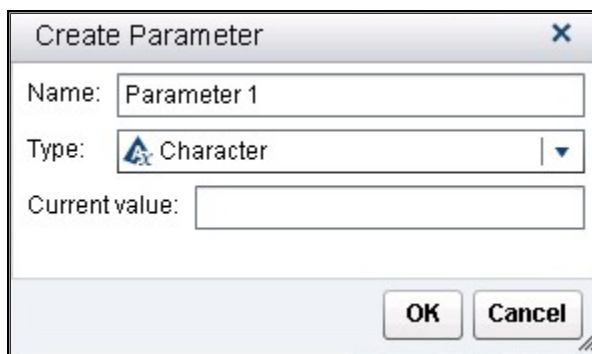 Create Parameter
Name: Parameter 1
Type: Character
Current value:
OK Cancel